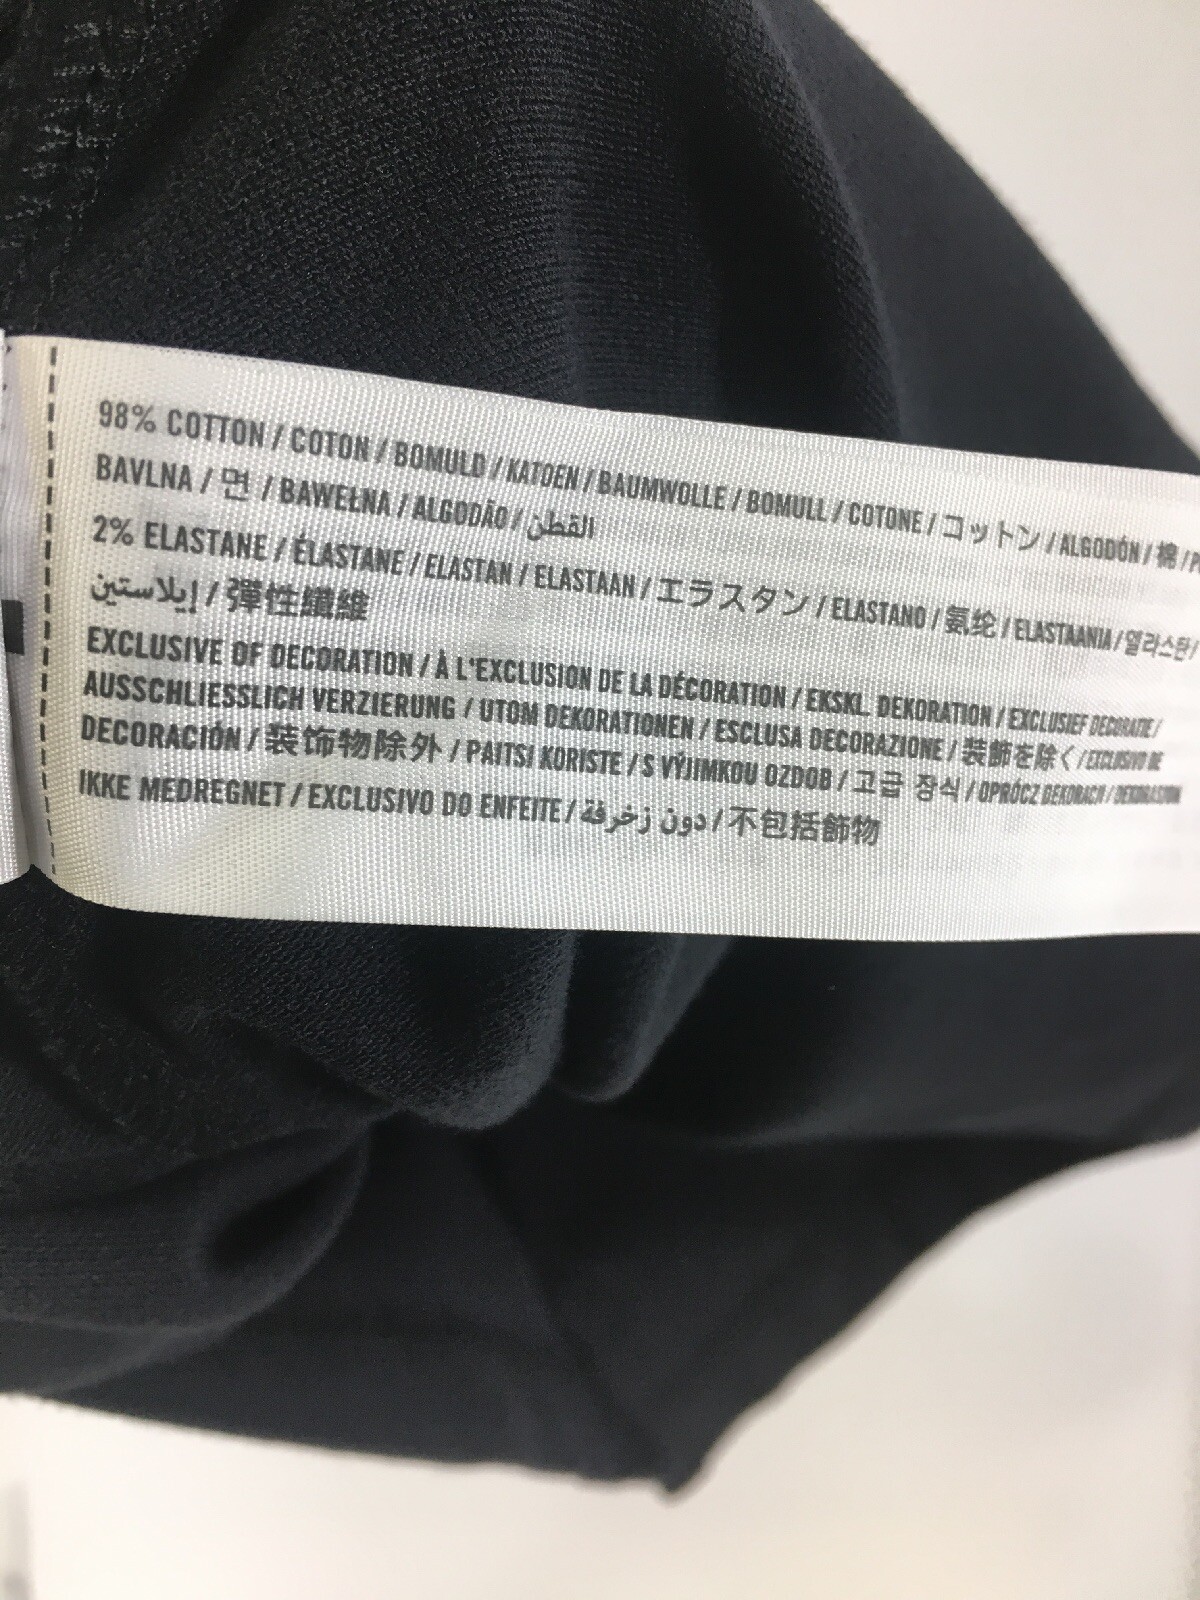 98% COTTON / COTON / BOMULD / KATOEN / BAUMWOLLE / BOMULL / COTONE / コットン / ALGODÓN / 棉 /
BAVLNA / 면 / BAWEŁNA / ALGODÃO / القطن
2% ELASTANE / ÉLASTANE / ELASTAN / ELASTAAN / エラスタン / ELASTANO / 氨纶 / ELASTAANIA / 엘라스탄 /
إيلاستين / 彈性纖維
EXCLUSIVE OF DECORATION / À L'EXCLUSION DE LA DÉCORATION / EKSKL. DEKORATION / EXCLUSIEF DECORATIE /
AUSSCHLIESSLICH VERZIERUNG / UTOM DEKORATIONEN / ESCLUSA DECORAZIONE / 装飾を除く / EXCLUSIVO DE
DECORACIÓN / 装饰物除外 / PAITSI KORISTE / S VÝJIMKOU OZDOB / 고급 장식 / OPRÓCZ DEKORACJI / DEKORASJON
IKKE MEDREGNET / EXCLUSIVO DO ENFEITE / دون زخرفة / 不包括飾物